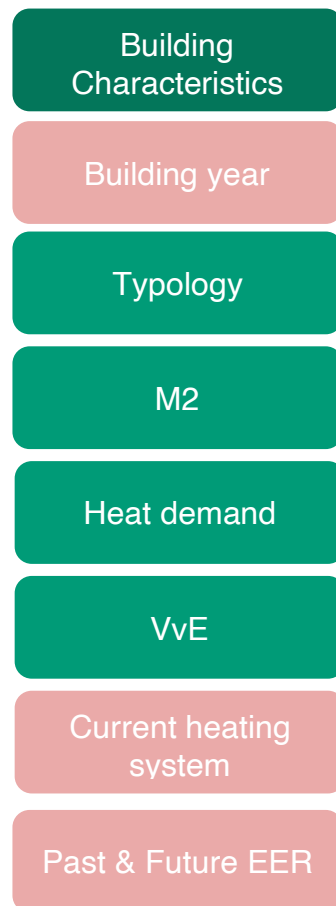 Building
Characteristics
Building year
Typology
M2
Heat demand
VvE
Current heating
system
Past & Future EER